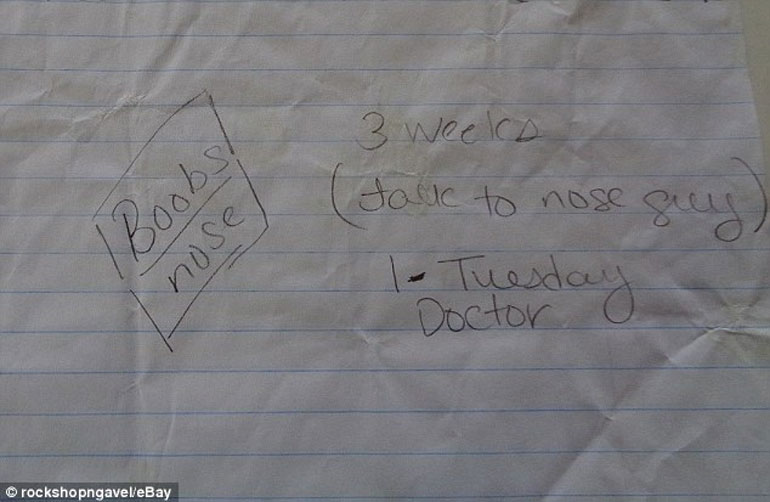 Boobs
nose
3 weeks
(talk to nose guy)
1- Tuesday
Doctor
© rockshopngavel/eBay